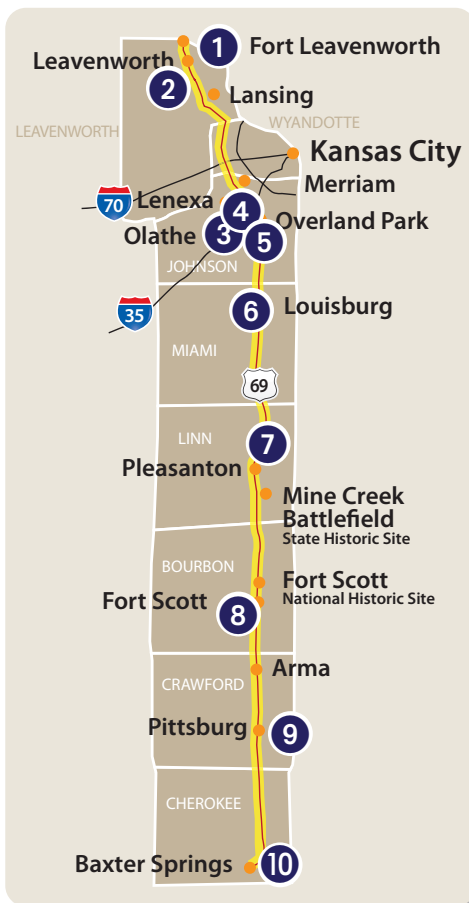 1 Fort Leavenworth
Leavenworth
2
Lansing
LEAVENWORTH
WYANDOTTE
Kansas City
Merriam
70
Lenexa
4
Overland Park
Olathe
3
5
JOHNSON
35
6
Louisburg
MIAMI
69
LINN
7
Pleasanton
Mine Creek
Battlefield
State Historic Site
BOURBON
Fort Scott
National Historic Site
Fort Scott
8
Arma
CRAWFORD
Pittsburg
9
CHEROKEE
Baxter Springs
10